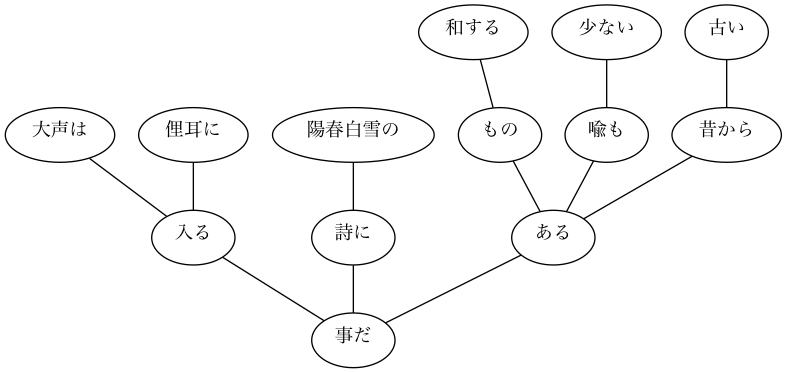 和する 少ない 古い
大声は 俚耳に 陽春白雪の もの 喩も 昔から
入る 詩に ある
事だ